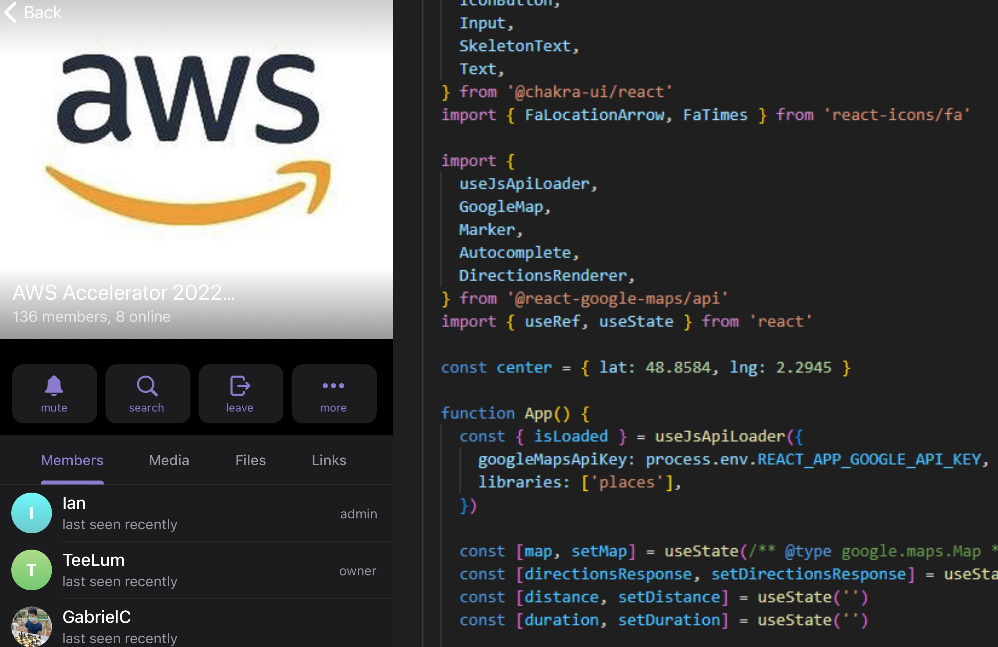 Back
aws
AWS Accelerator 2022...
136 members, 8 online
mute
search
leave
more
Members
Media
Files
Links
I
Ian
last seen recently
admin
T
TeeLum
last seen recently
owner
GabrielC
last seen recently
IconButton,
Input,
SkeletonText,
Text,
} from '@chakra-ui/react'
import { FaLocationArrow, FaTimes } from 'react-icons/fa'
import {
useJsApiLoader,
GoogleMap,
Marker,
Autocomplete,
DirectionsRenderer,
} from '@react-google-maps/api'
import { useRef, useState } from 'react'
const center = { lat: 48.8584, lng: 2.2945 }
function App() {
const { isLoaded } = useJsApiLoader({
googleMapsApiKey: process.env.REACT_APP_GOOGLE_API_KEY,
libraries: ['places'],
})
const [map, setMap] = useState(/** @type google.maps.Map *
const [directionsResponse, setDirectionsResponse] = useSta
const [distance, setDistance] = useState('')
const [duration, setDuration] = useState('')